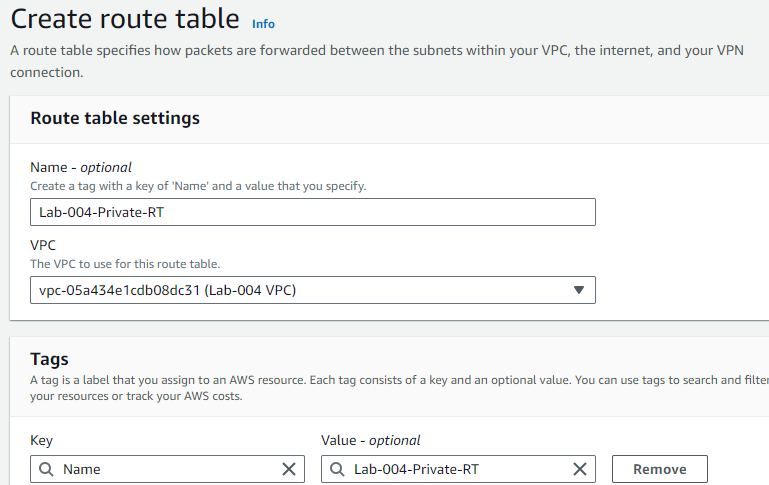 Create route table Info
A route table specifies how packets are forwarded between the subnets within your VPC, the internet, and your VPN
connection.
Route table settings
Name - optional
Create a tag with a key of 'Name' and a value that you specify.
Lab-004-Private-RT
VPC
The VPC to use for this route table.
vpc-05a434e1cdb08dc31 (Lab-004 VPC)
Tags
A tag is a label that you assign to an AWS resource. Each tag consists of a key and an optional value. You can use tags to search and filter
your resources or track your AWS costs.
Key Value - optional
Name Lab-004-Private-RT Remove